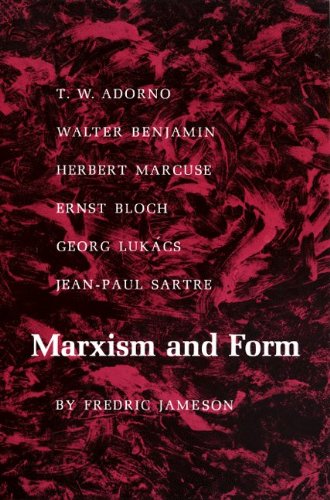 T. W. ADORNO
WALTER BENJAMIN
HERBERT MARCUSE
ERNST BLOCH
GEORG LUKÁCS
JEAN-PAUL SARTRE
Marxism and Form
BY FREDRIC JAMESON